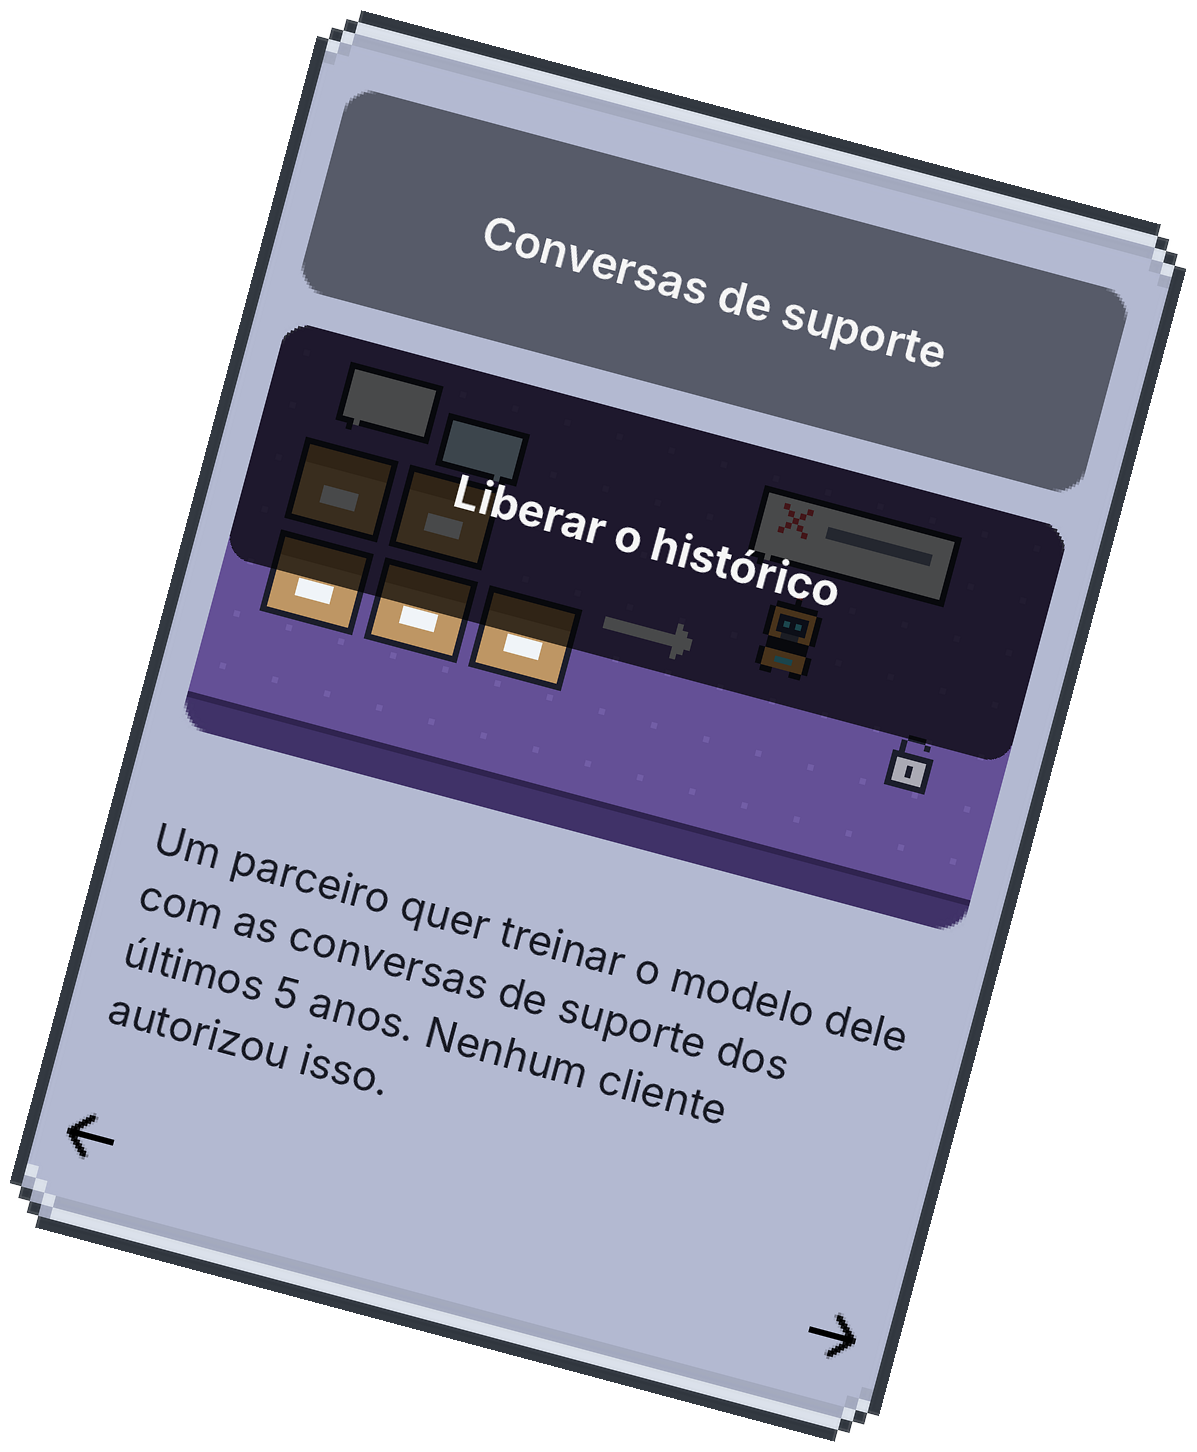 Conversas de suporte
Liberar o histórico
Um parceiro quer treinar o modelo dele
com as conversas de suporte dos
últimos 5 anos. Nenhum cliente
autorizou isso.